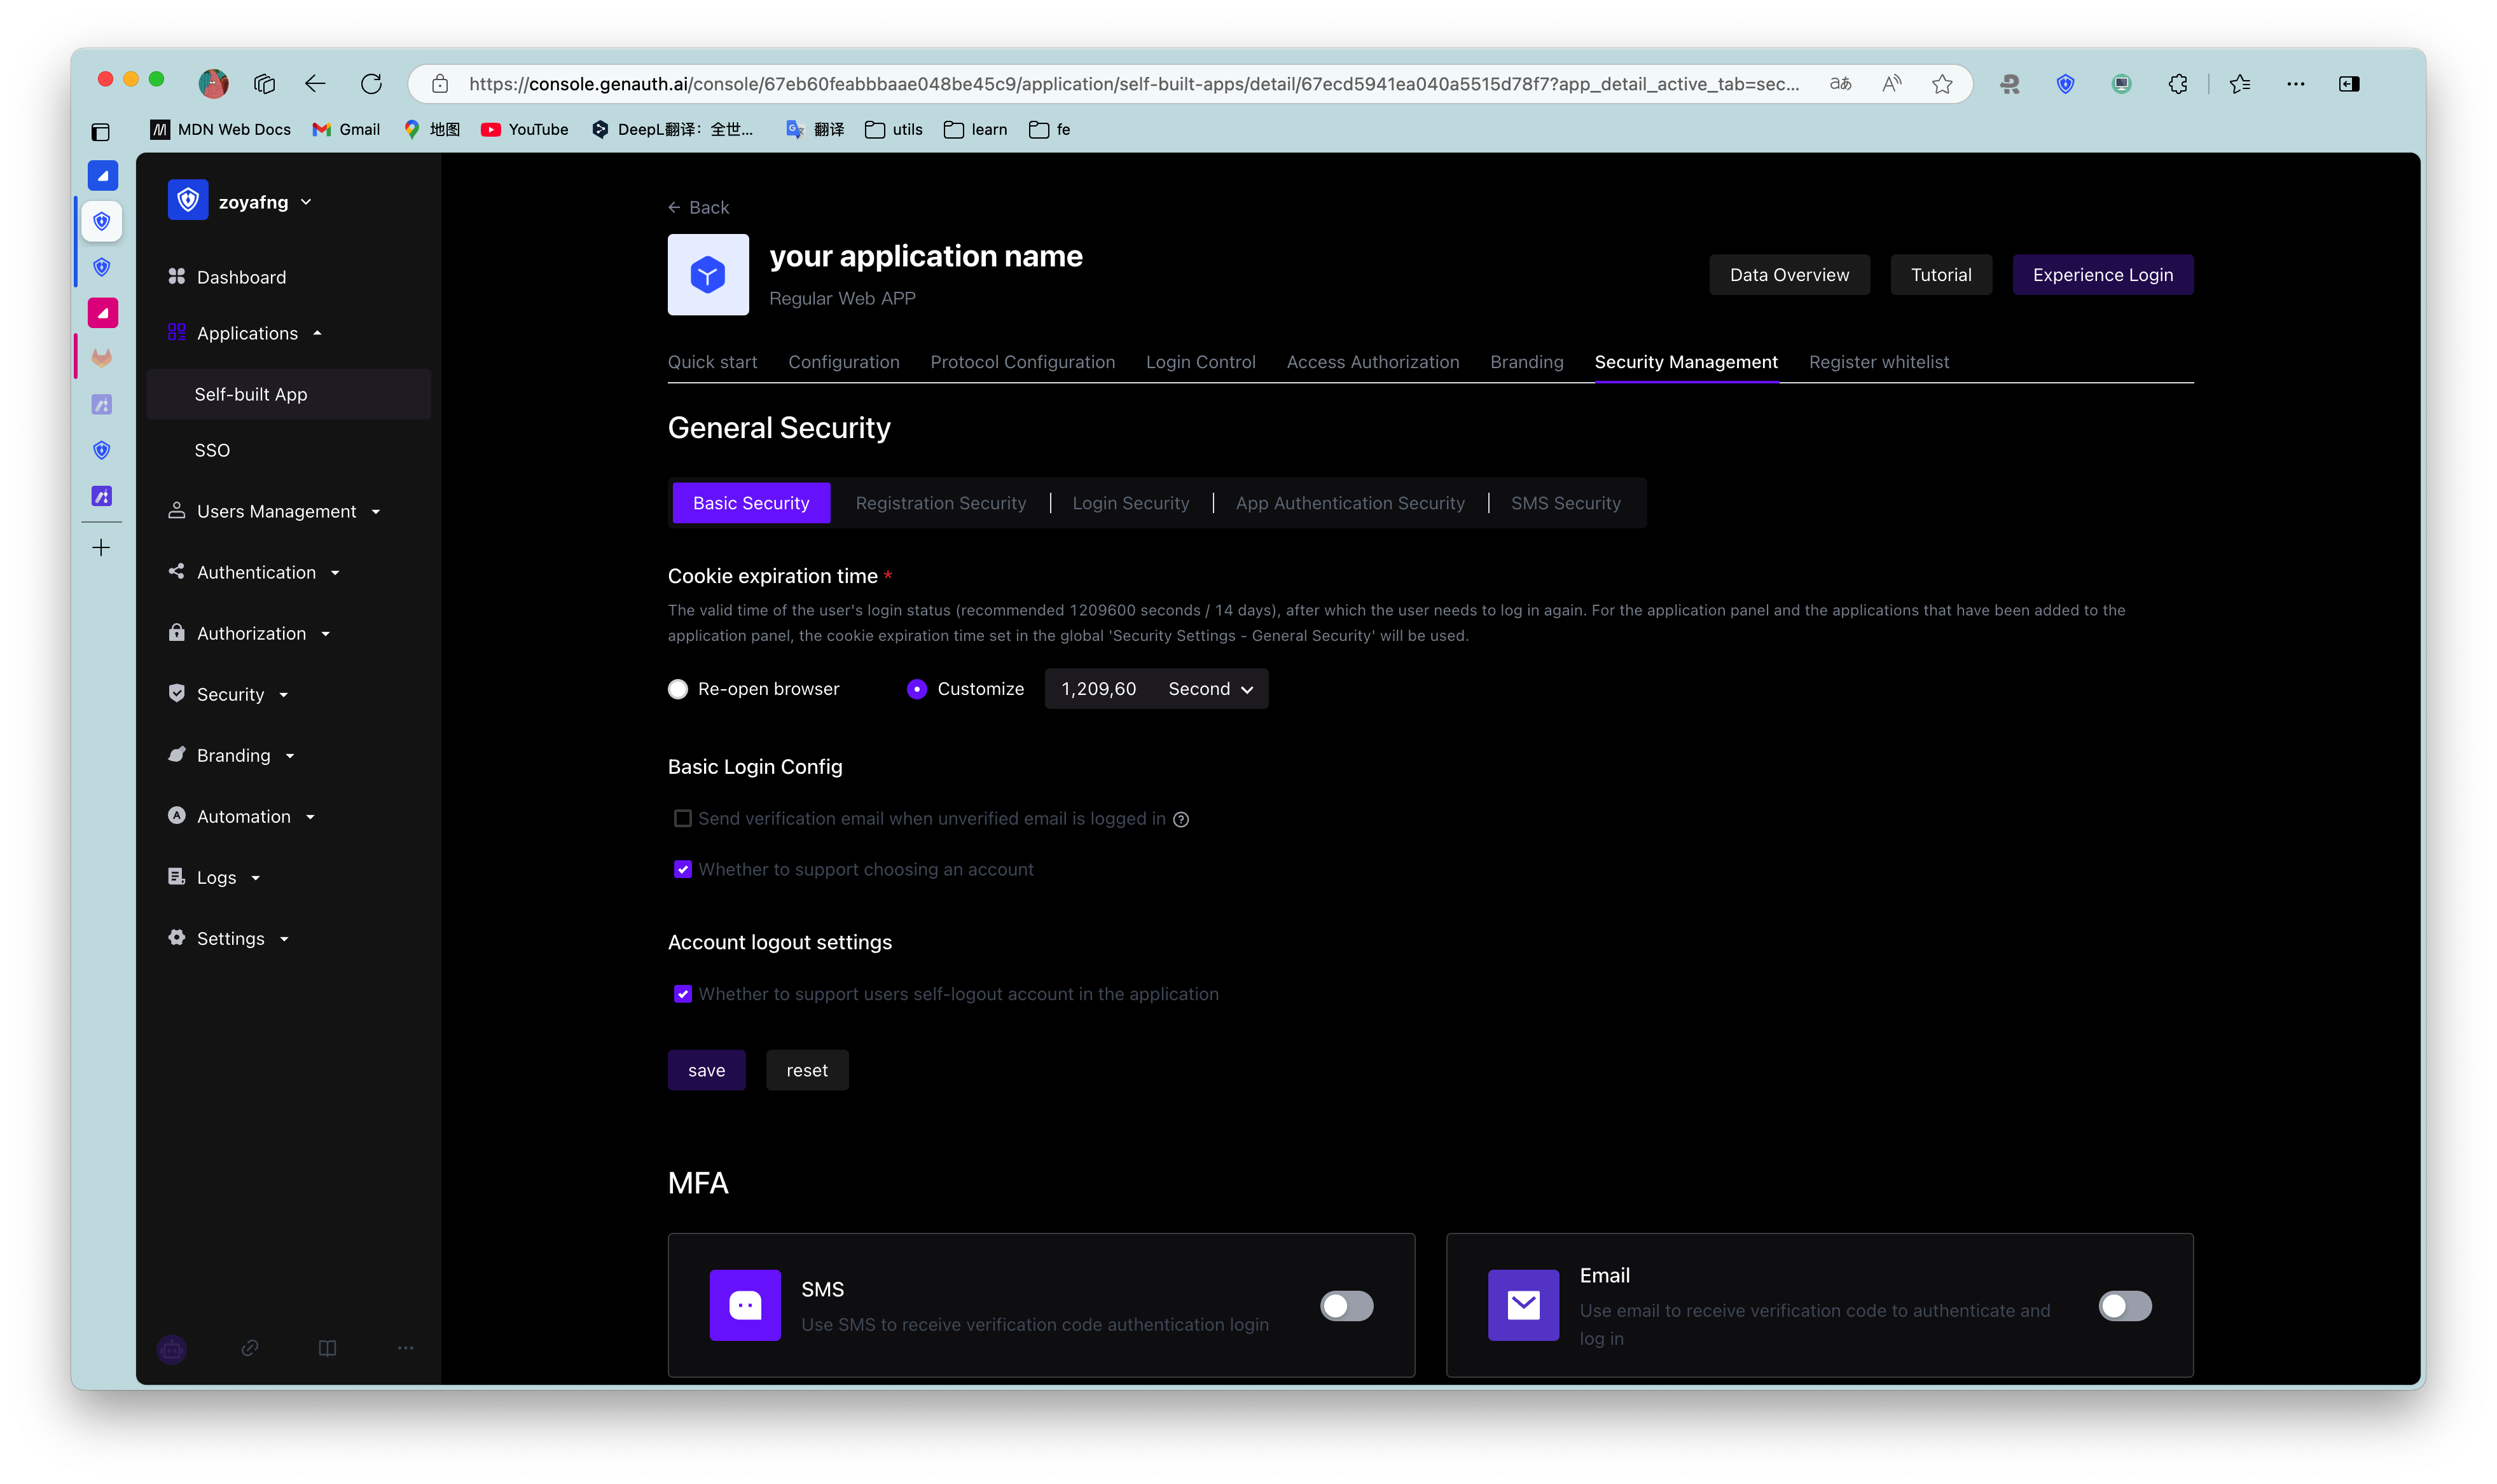 https://console.genauth.ai/console/67eb60feabbbaae048be45c9/application/self-built-apps/detail/67ecd5941ea040a5515d78f7?app_detail_active_tab=sec...
MDN Web Docs Gmail 地图 YouTube DeepL翻译：全世... 翻译 utils learn fe
zoyafng
Dashboard
Applications
Self-built App
SSO
Users Management
Authentication
Authorization
Security
Branding
Automation
Logs
Settings
Back
your application name
Regular Web APP
Data Overview Tutorial Experience Login
Quick start Configuration Protocol Configuration Login Control Access Authorization Branding Security Management Register whitelist
General Security
Basic Security Registration Security Login Security App Authentication Security SMS Security
Cookie expiration time *
The valid time of the user's login status (recommended 1209600 seconds / 14 days), after which the user needs to log in again. For the application panel and the applications that have been added to the
application panel, the cookie expiration time set in the global 'Security Settings - General Security' will be used.
Re-open browser Customize 1,209,60 Second
Basic Login Config
Send verification email when unverified email is logged in
Whether to support choosing an account
Account logout settings
Whether to support users self-logout account in the application
save reset
MFA
SMS
Use SMS to receive verification code authentication login
Email
Use email to receive verification code to authenticate and
log in